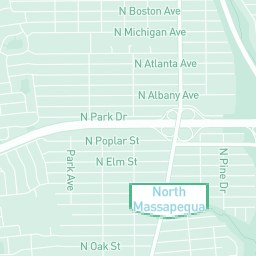 N Boston Ave
N Michigan Ave
N Atlanta Ave
N Albany Ave
N Park Dr
N Poplar St
N Elm St
Park Ave
N Pine Dr
North
Massapequa
N Oak St